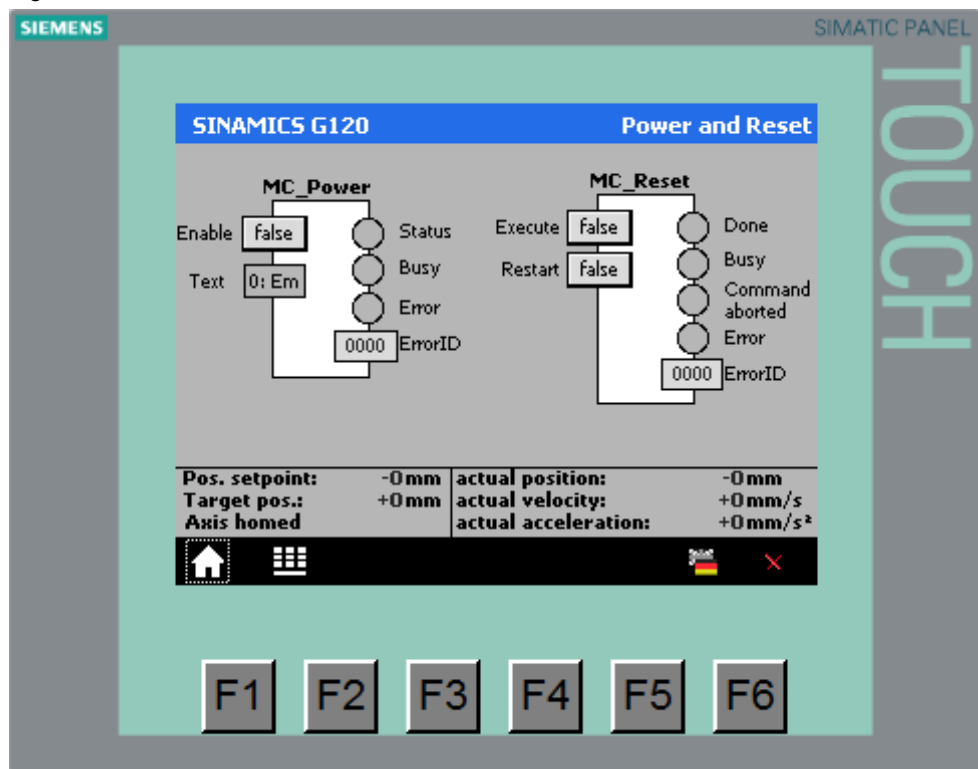 SIEMENS
SIMATIC PANEL
TOUCH
SINAMICS G120 Power and Reset
MC_Power
Enable false Status
Text 0: Em Busy
Error
0000 ErrorID
MC_Reset
Execute false Done
Restart false Busy
Command
aborted
Error
0000 ErrorID
Pos. setpoint: -0mm actual position: -0mm
Target pos.: +0mm actual velocity: +0mm/s
Axis homed actual acceleration: +0mm/s²
F1 F2 F3 F4 F5 F6